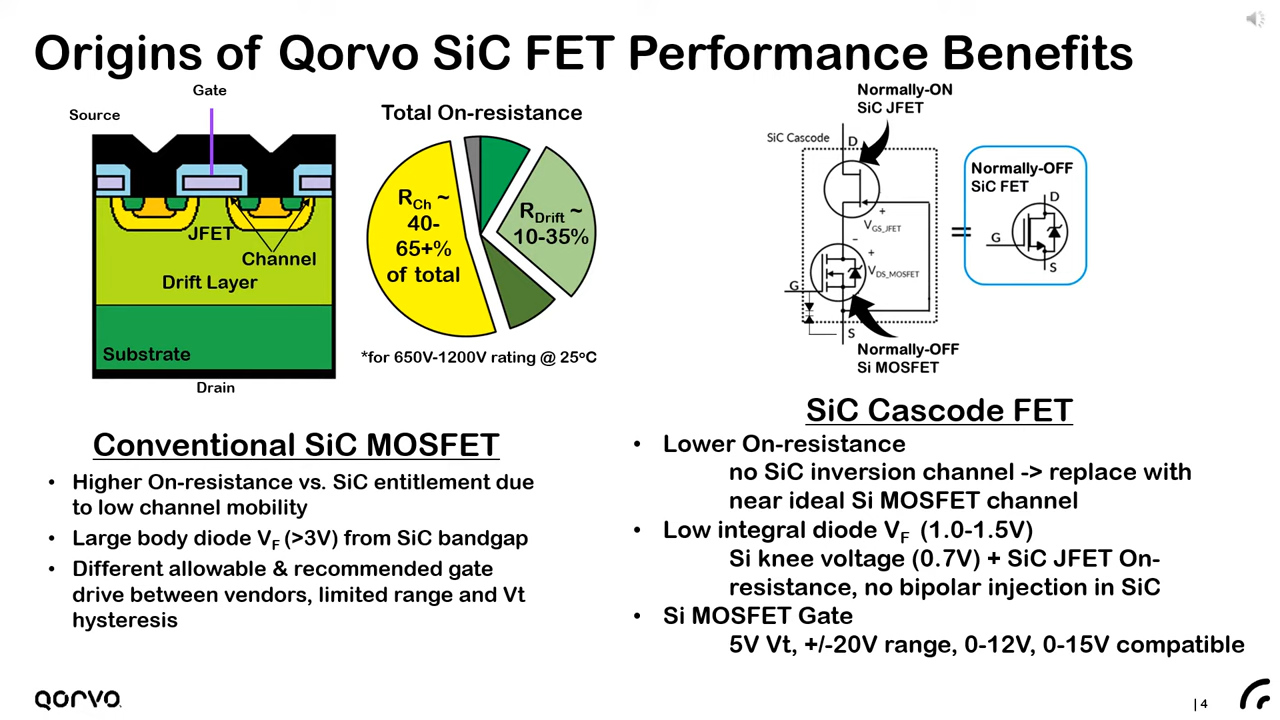 Origins of Qorvo SiC FET Performance Benefits
Gate
Source
JFET
Channel
Drift Layer
Substrate
Drain
Total On-resistance
R_Ch ~
40-
65+%
of total
R_Drift ~
10-35%
*for 650V-1200V rating @ 25°C
Conventional SiC MOSFET
• Higher On-resistance vs. SiC entitlement due
to low channel mobility
• Large body diode V_F (>3V) from SiC bandgap
• Different allowable & recommended gate
drive between vendors, limited range and Vt
hysteresis
Normally-ON
SiC JFET
SiC Cascode
D
+
V_GS_JFET
-
+
V_DS_MOSFET
G
S
Normally-OFF
Si MOSFET
=
Normally-OFF
SiC FET
D
G
S
SiC Cascode FET
• Lower On-resistance
no SiC inversion channel -> replace with
near ideal Si MOSFET channel
• Low integral diode V_F (1.0-1.5V)
Si knee voltage (0.7V) + SiC JFET On-
resistance, no bipolar injection in SiC
• Si MOSFET Gate
5V Vt, +/-20V range, 0-12V, 0-15V compatible
QORVO
| 4